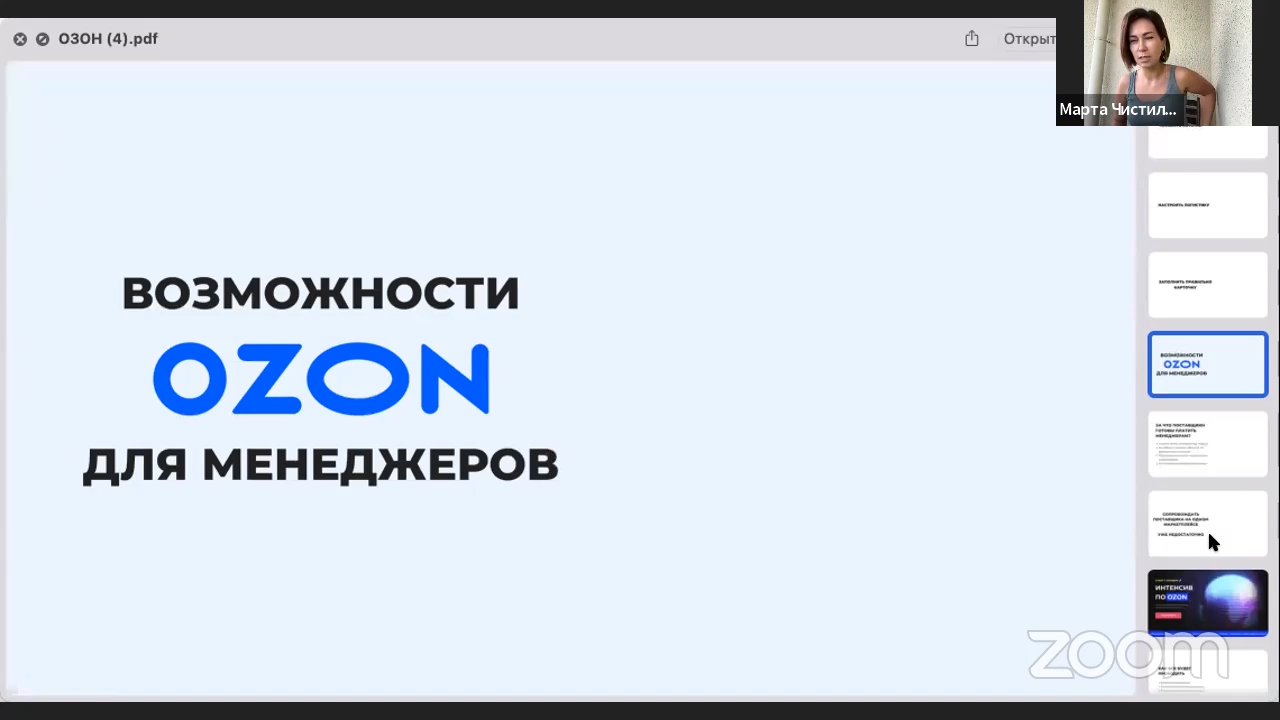 ОЗОН (4).pdf
Открыт
Марта Чистил...
ВОЗМОЖНОСТИ
OZON
ДЛЯ МЕНЕДЖЕРОВ
НАСТРОИТЬ ЛОГИСТИКУ
ЗАПОЛНИТЬ ПРАВИЛЬНО
КАРТОЧКУ
ВОЗМОЖНОСТИ
OZON
ДЛЯ МЕНЕДЖЕРОВ
ЗА ЧТО ПОСТАВЩИКИ
ГОТОВЫ ПЛАТИТЬ
МЕНЕДЖЕРАМ?
СОПРОВОЖДАТЬ
ПОСТАВЩИКА НА ОДНОМ
МАРКЕТПЛЕЙСЕ
УЖЕ НЕДОСТАТОЧНО
ИНТЕНСИВ
ПО OZON
zoom